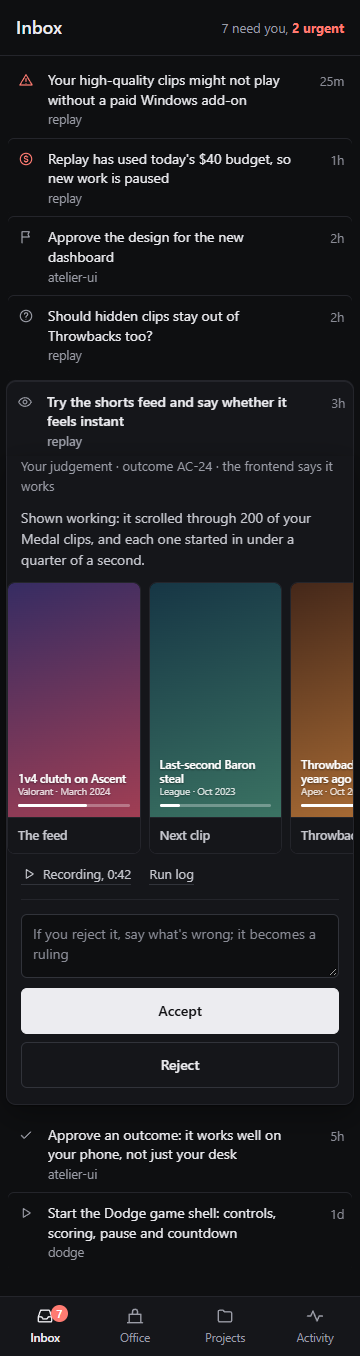 Inbox
7 need you, 2 urgent
Your high-quality clips might not play
25m
without a paid Windows add-on
replay
Replay has used today's $40 budget, so
1h
new work is paused
replay
Approve the design for the new
2h
dashboard
atelier-ui
Should hidden clips stay out of
2h
Throwbacks too?
replay
Try the shorts feed and say whether it
3h
feels instant
replay
Your judgement · outcome AC-24 · the frontend says it
works
Shown working: it scrolled through 200 of your
Medal clips, and each one started in under a
quarter of a second.
1v4 clutch on Ascent
Valorant · March 2024
The feed
Last-second Baron
steal
League · Oct 2023
Next clip
Throwbac
years ago
Apex · Oct 2
Throwbac
Recording, 0:42
Run log
If you reject it, say what's wrong; it becomes a
ruling
Accept
Reject
Approve an outcome: it works well on
5h
your phone, not just your desk
atelier-ui
Start the Dodge game shell: controls,
1d
scoring, pause and countdown
dodge
7
Inbox
Office
Projects
Activity